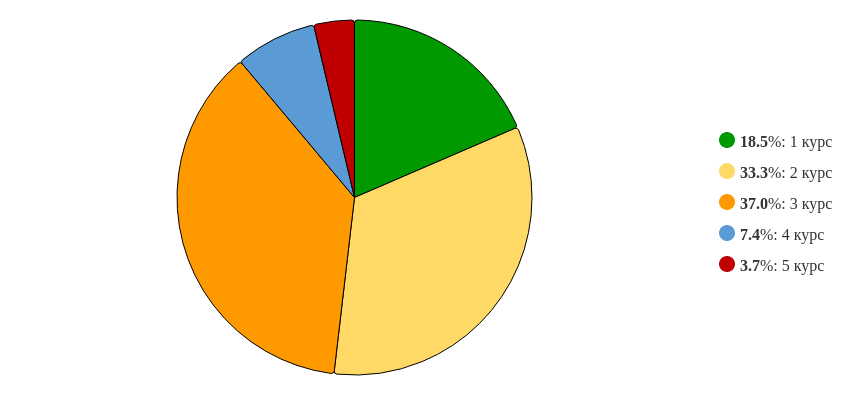 18.5%: 1 курс
33.3%: 2 курс
37.0%: 3 курс
7.4%: 4 курс
3.7%: 5 курс